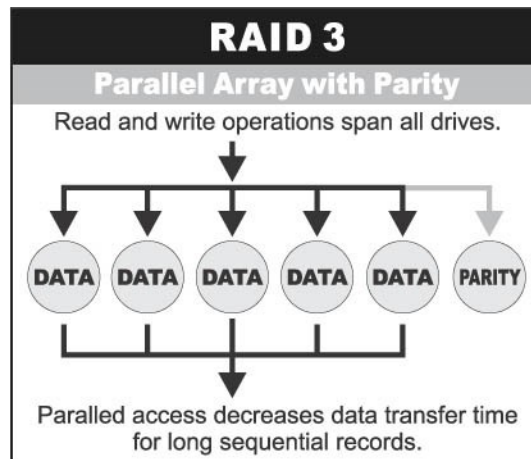 RAID 3
Parallel Array with Parity
Read and write operations span all drives.
DATA DATA DATA DATA DATA PARITY
Paralled access decreases data transfer time
for long sequential records.